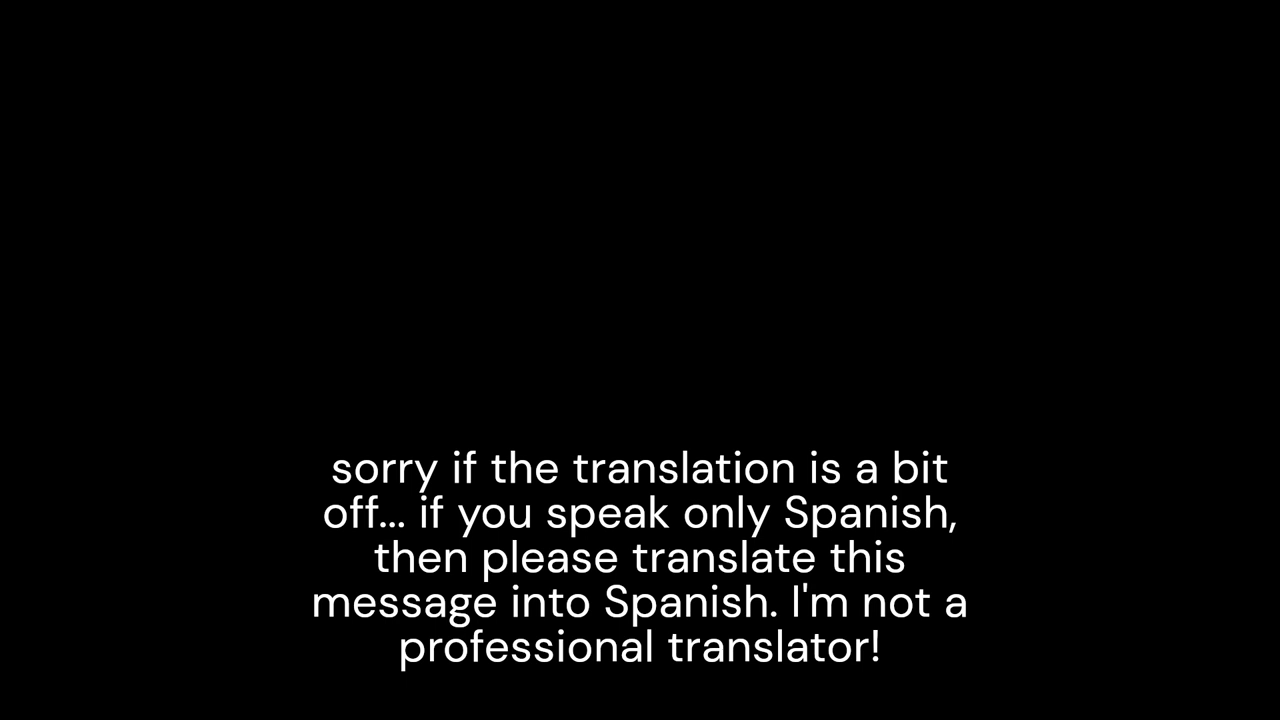 sorry if the translation is a bit
off... if you speak only Spanish,
then please translate this
message into Spanish. I'm not a
professional translator!